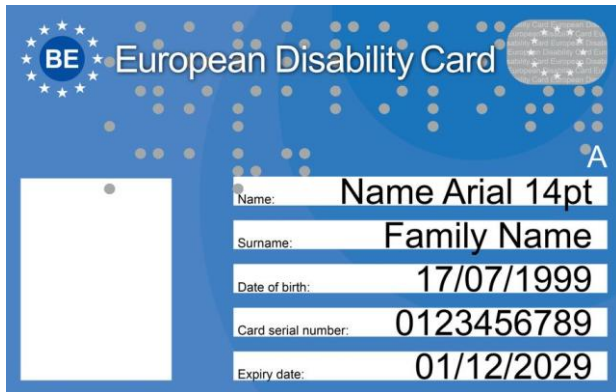 BE European Disability Card
A
Name: Name Arial 14pt
Surname: Family Name
Date of birth: 17/07/1999
Card serial number: 0123456789
Expiry date: 01/12/2029